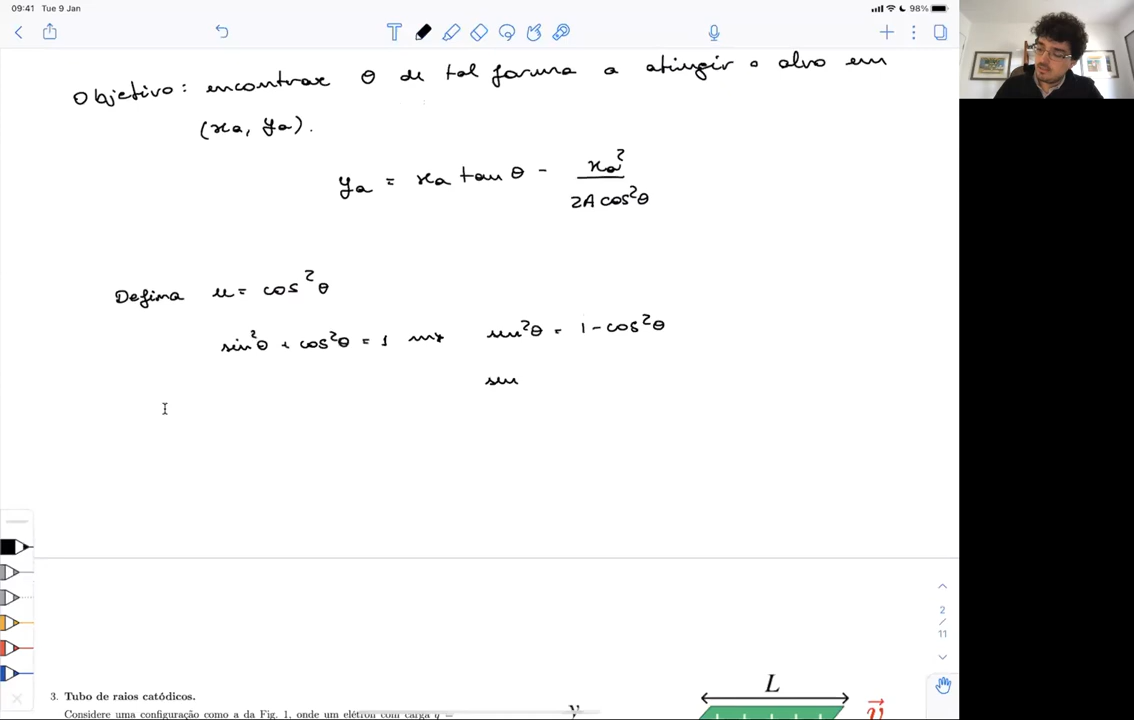 09:41 Tue 9 Jan 98%
Objetivo: encontrar θ de tal forma a atingir o alvo em
(xa, ya).
ya = xa tan θ - xa² / 2A cos²θ
Defina u = cos²θ
sin²θ + cos²θ = 1 sin²θ = 1 - cos²θ
sin
2
/
11
3. Tubo de raios catódicos.
L
Considere uma configuração como a da Fig. 1, onde um elétron com carga q =
y
v